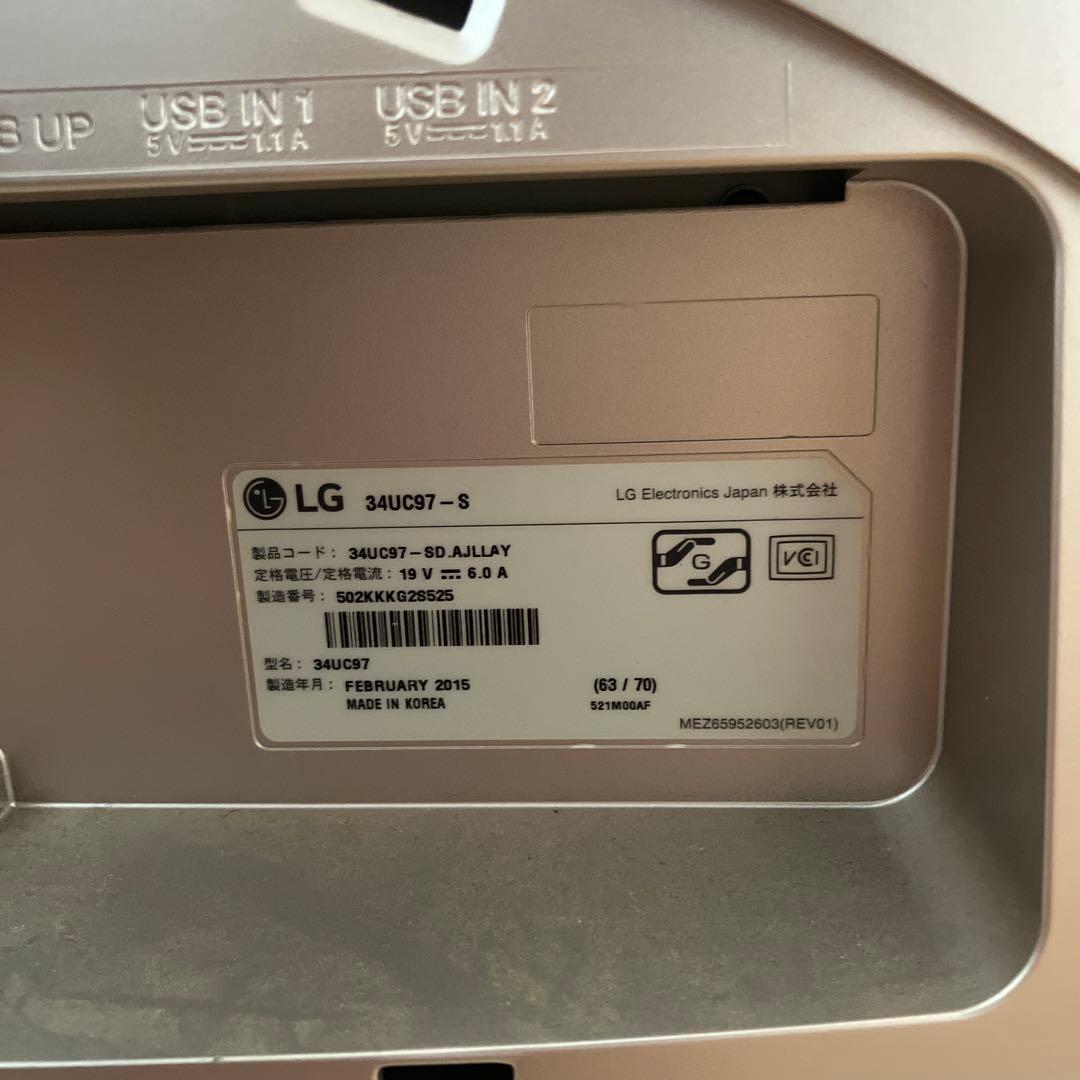 B UP
USB IN 1
5V⎓1.1A
USB IN 2
5V⎓1.1A
LG 34UC97-S
LG Electronics Japan 株式会社
製品コード： 34UC97-SD.AJLLAY
定格電圧/定格電流：19 V ⎓ 6.0 A
製造番号： 502KKKG2S525
G
VCI
型名： 34UC97
製造年月： FEBRUARY 2015
MADE IN KOREA
(63 / 70)
521M00AF
MEZ65952603(REV01)